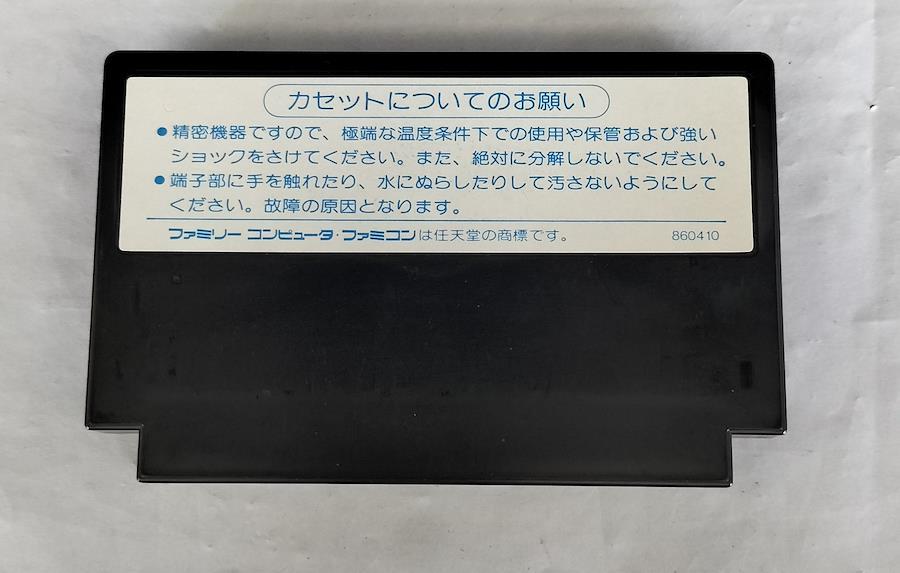 カセットについてのお願い
●精密機器ですので、極端な温度条件下での使用や保管および強い
ショックをさけてください。また、絶対に分解しないでください。
●端子部に手を触れたり、水にぬらしたりして汚さないようにして
ください。故障の原因となります。
ファミリー コンピュータ・ファミコンは任天堂の商標です。 860410